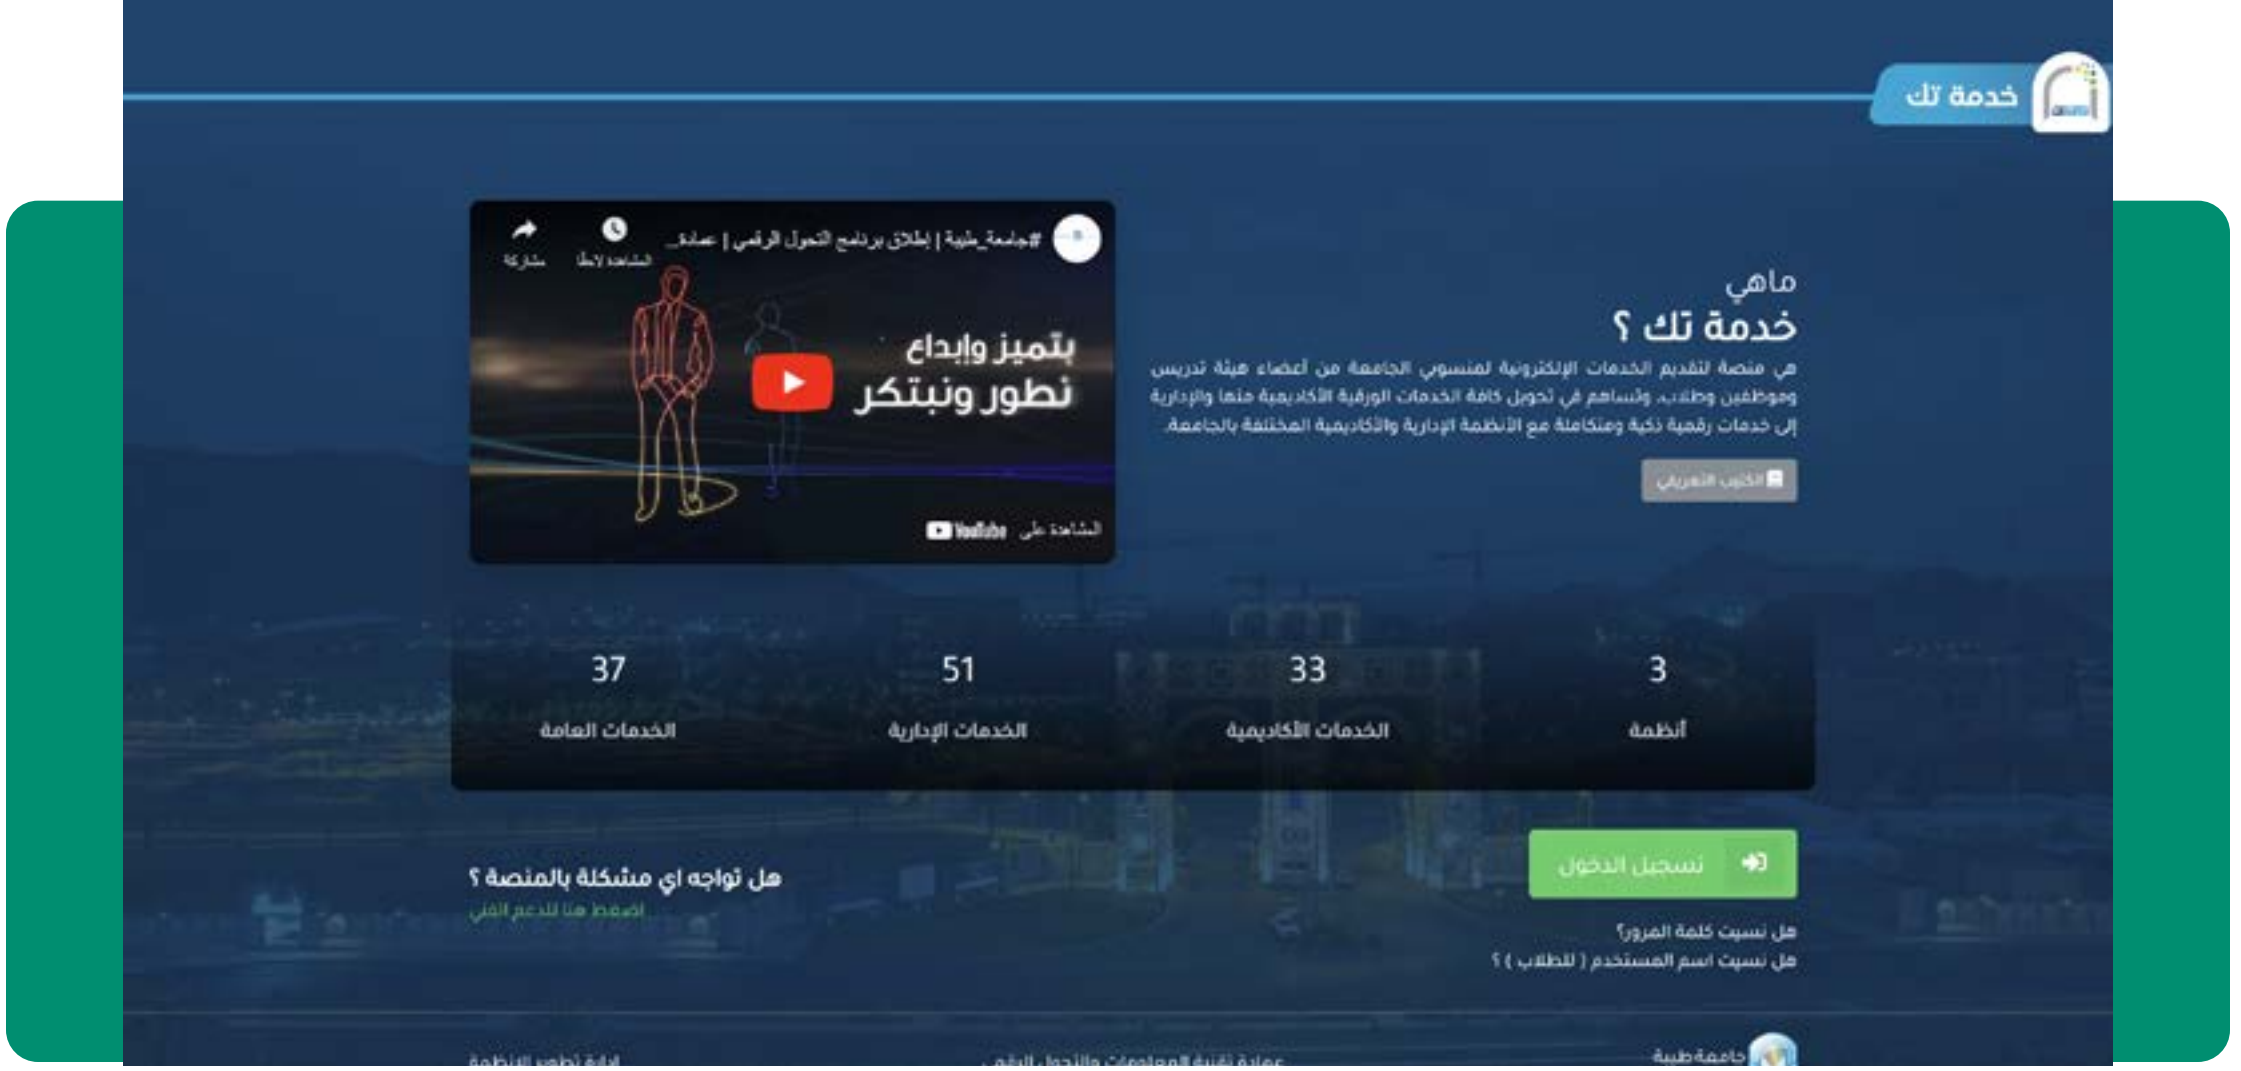 خدمة تك
#جامعة_طيبة | إطلاق برنامج التحول الرقمي | عمادة...
المشاهدة لاحقًا
مشاركة
بتميز وإبداع
نطور ونبتكر
المشاهدة على YouTube
ماهي
خدمة تك ؟
هي منصة لتقديم الخدمات الإلكترونية لمنسوبي الجامعة من أعضاء هيئة تدريس
وموظفين وطلاب، وتساهم في تحويل كافة الخدمات الورقية الأكاديمية منها والإدارية
إلى خدمات رقمية ذكية ومتكاملة مع الأنظمة الإدارية والأكاديمية المختلفة بالجامعة.
الكتيب التعريفي
3
أنظمة
33
الخدمات الأكاديمية
51
الخدمات الإدارية
37
الخدمات العامة
تسجيل الدخول
هل نسيت كلمة المرور؟
هل نسيت اسم المستخدم ( للطلاب ) ؟
هل تواجه اي مشكلة بالمنصة ؟
اضغط هنا للدعم الفني
جامعة طيبة
عمادة تقنية المعلومات والتحول الرقمي
إدارة تطوير الانظمة